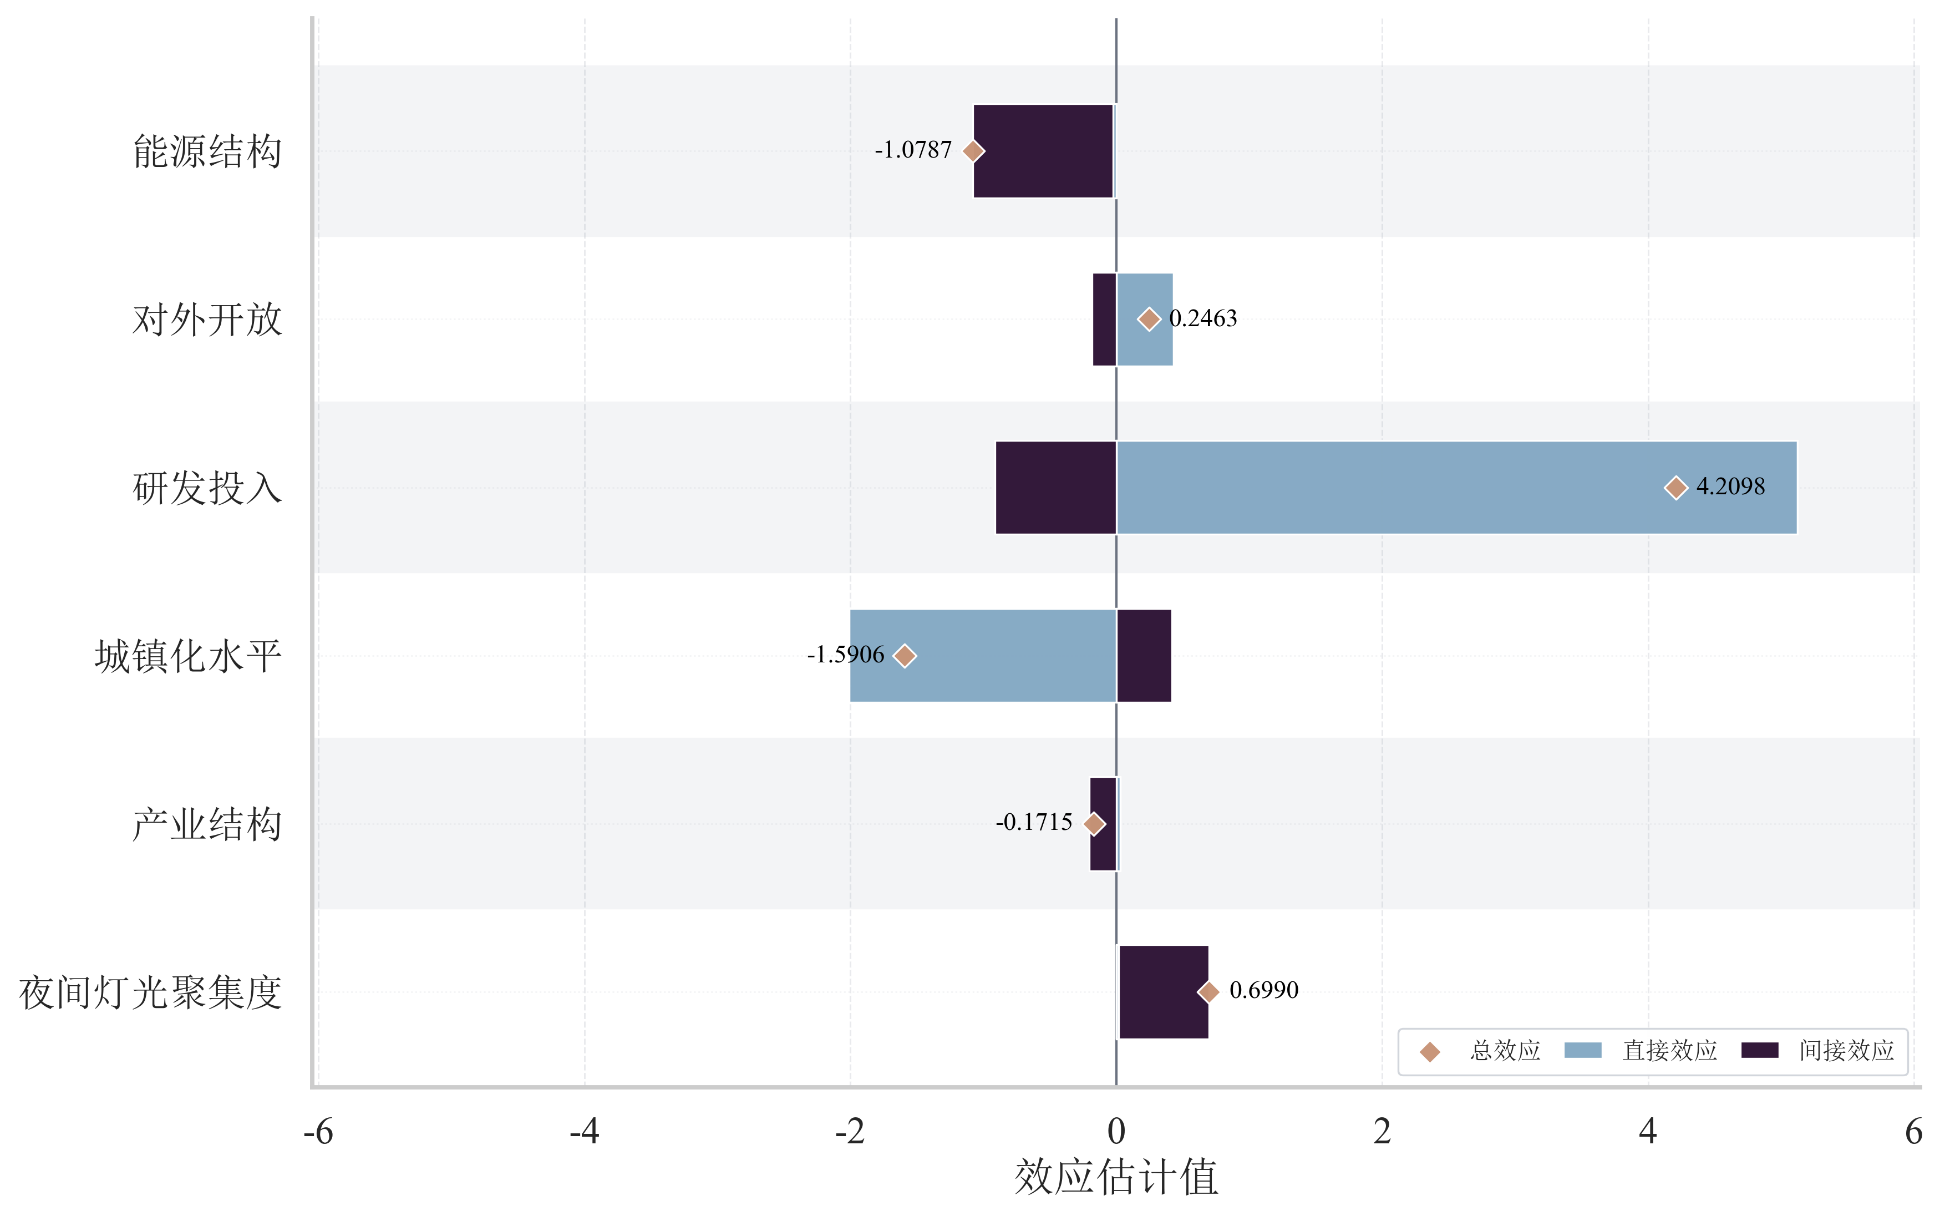 能源结构
-1.0787
对外开放
0.2463
研发投入
4.2098
城镇化水平
-1.5906
产业结构
-0.1715
夜间灯光聚集度
0.6990
总效应 直接效应 间接效应
-6 -4 -2 0 2 4 6
效应估计值